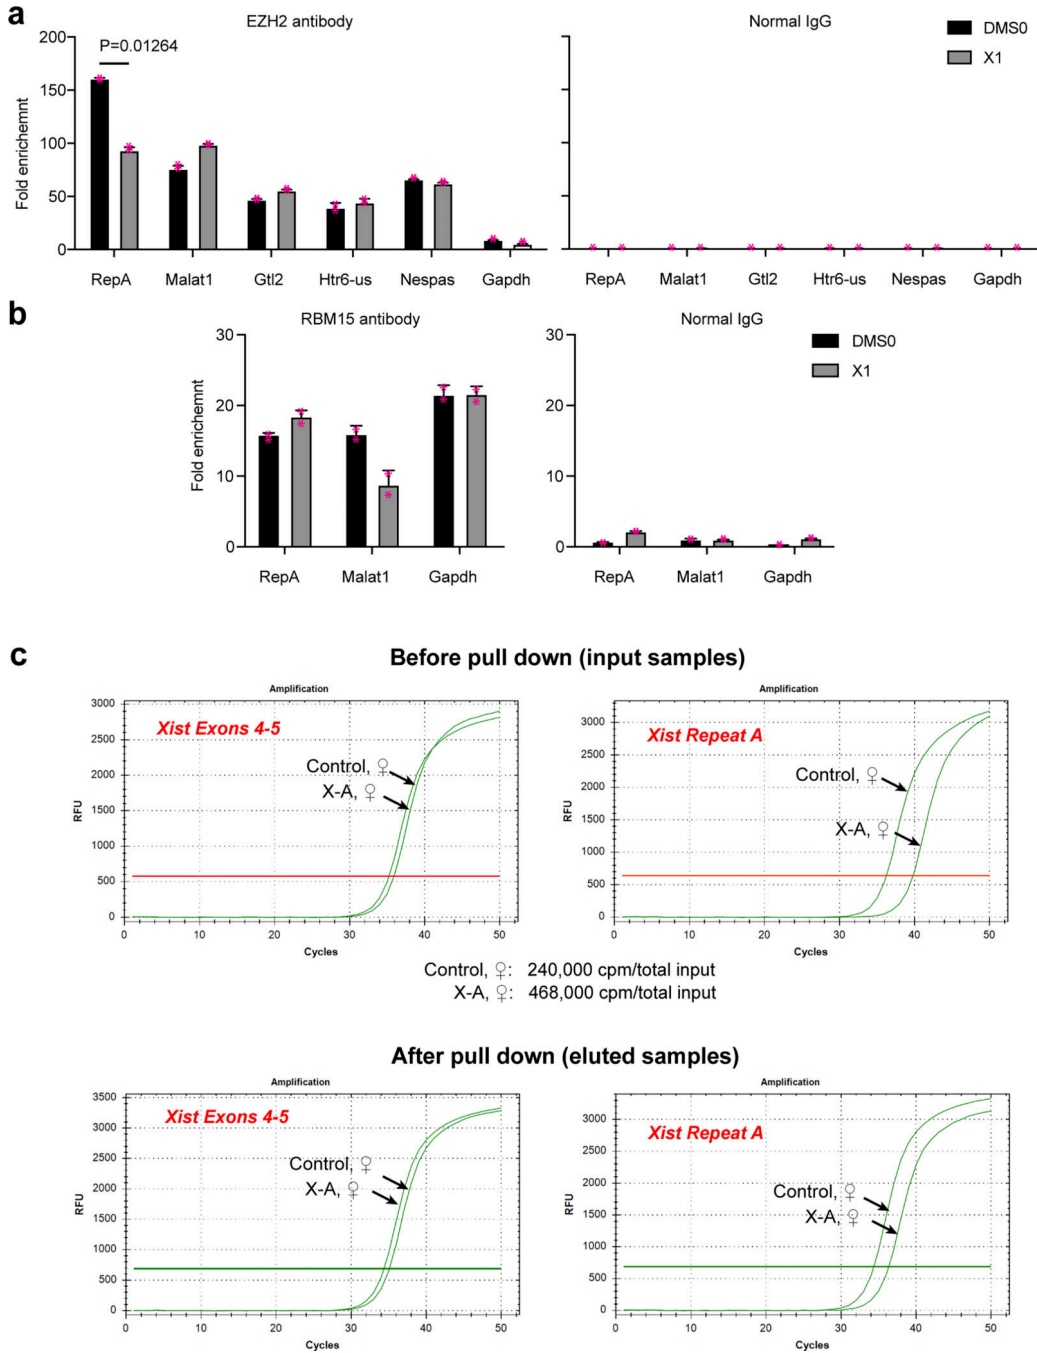 a
EZH2 antibody
Normal IgG
DMS0
X1
P=0.01264
200
150
100
50
0
Fold enrichemnt
RepA Malat1 Gtl2 Htr6-us Nespas Gapdh
RepA Malat1 Gtl2 Htr6-us Nespas Gapdh
b
RBM15 antibody
Normal IgG
DMS0
X1
30
20
10
0
Fold enrichemnt
RepA Malat1 Gapdh
30
20
10
0
RepA Malat1 Gapdh
c
Before pull down (input samples)
Amplification
3000
2500
2000
1500
1000
500
0
RFU
Xist Exons 4-5
Control, ♀
X-A, ♀
0 10 20 30 40 50
Cycles
Amplification
3000
2500
2000
1500
1000
500
0
RFU
Xist Repeat A
Control, ♀
X-A, ♀
0 10 20 30 40 50
Cycles
Control, ♀: 240,000 cpm/total input
X-A, ♀: 468,000 cpm/total input
After pull down (eluted samples)
Amplification
3500
3000
2500
2000
1500
1000
500
0
RFU
Xist Exons 4-5
Control, ♀
X-A, ♀
0 10 20 30 40 50
Cycles
Amplification
3000
2500
2000
1500
1000
500
0
RFU
Xist Repeat A
Control, ♀
X-A, ♀
0 10 20 30 40 50
Cycles